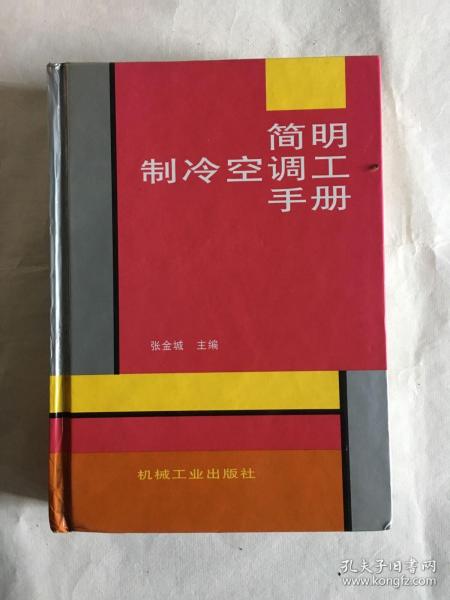 简明
制冷空调工
手册
张金城 主编
机械工业出版社
孔夫子旧书网
www.kongfz.com